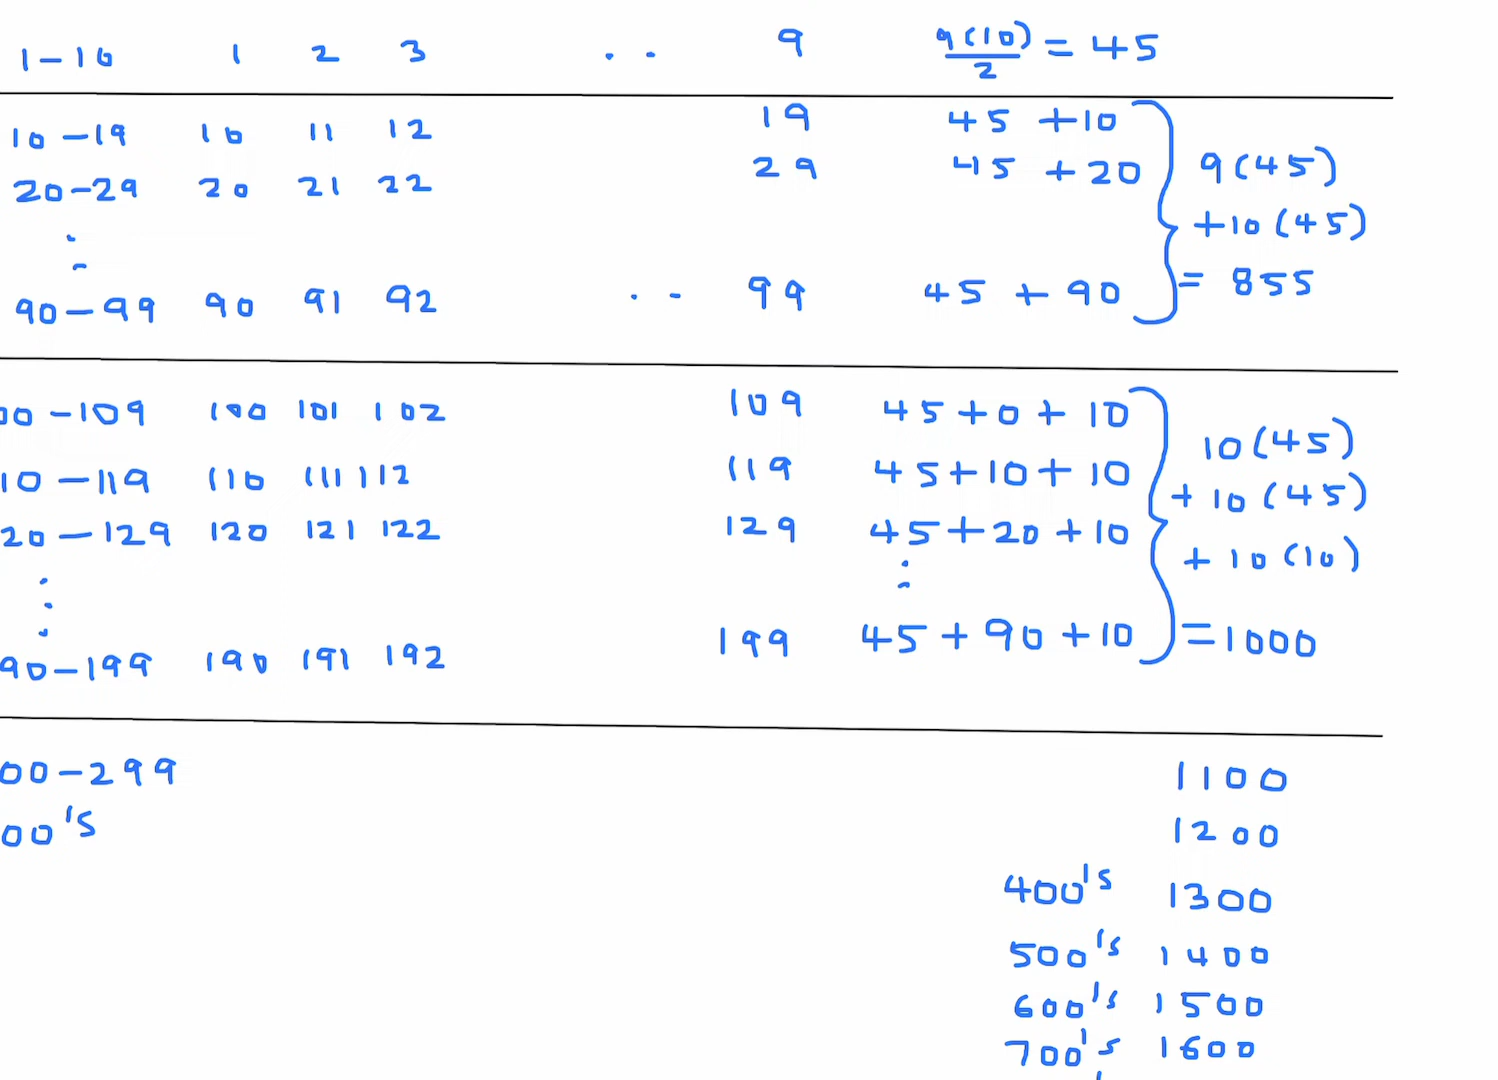 1-10 1 2 3 .. 9 9(10)/2 = 45
10-19 10 11 12 19 45 +10
20-29 20 21 22 29 45 +20 9(45)
+10(45)
= 855
90-99 90 91 92 .. 99 45 + 90
00-109 100 101 102 109 45+0+10
10-119 110 111 112 119 45+10+10 10(45)
+10(45)
20-129 120 121 122 129 45+20+10
+10(10)
90-199 190 191 192 199 45+90+10 =1000
00-299 1100
00's 1200
400's 1300
500's 1400
600's 1500
700's 1600